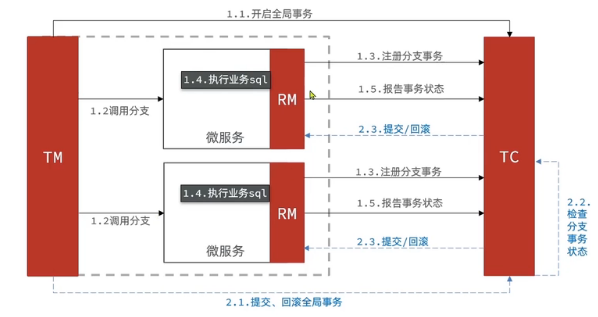 1.1.开启全局事务
TM
1.2调用分支
1.4.执行业务sql
RM
微服务
1.3.注册分支事务
1.5.报告事务状态
2.3.提交/回滚
TC
1.2调用分支
1.4.执行业务sql
RM
微服务
1.3.注册分支事务
1.5.报告事务状态
2.3.提交/回滚
2.2.
检查
分支
事务
状态
2.1.提交、回滚全局事务